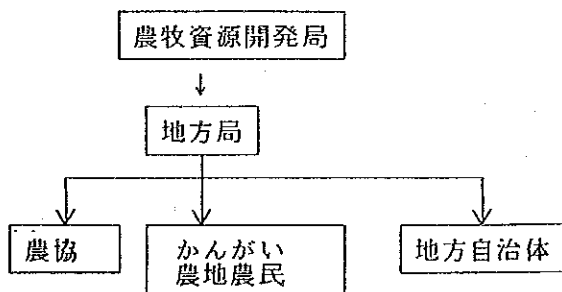 農牧資源開発局
地方局
農協
かんがい
農地農民
地方自治体